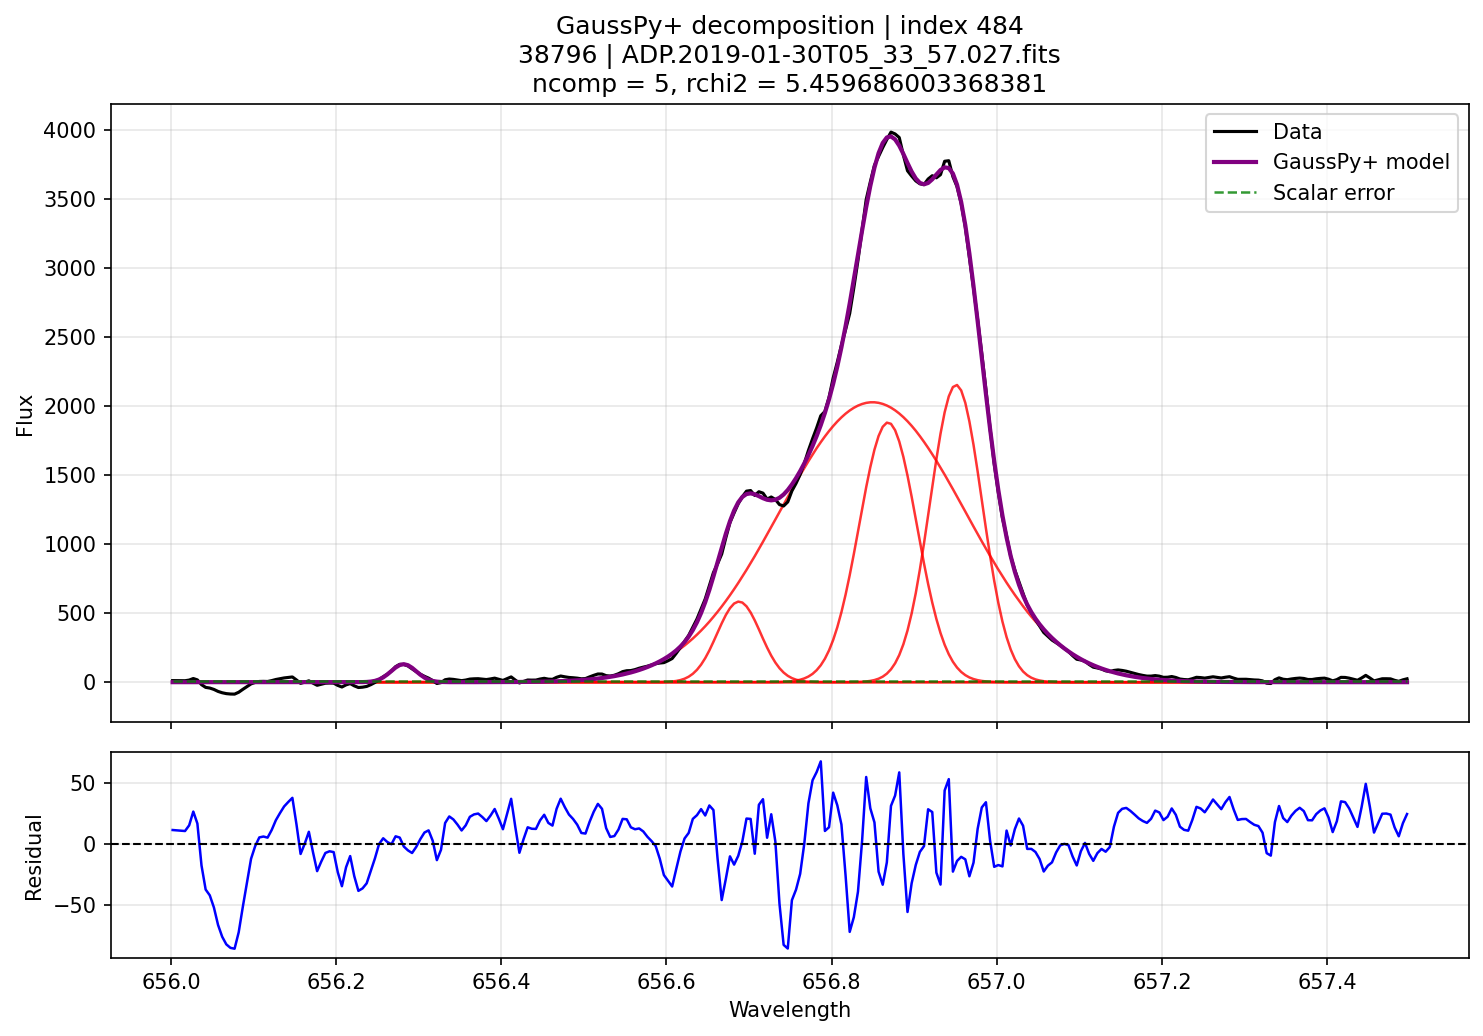 GaussPy+ decomposition | index 484
38796 | ADP.2019-01-30T05_33_57.027.fits
ncomp = 5, rchi2 = 5.459686003368381
Data
GaussPy+ model
Scalar error
Flux
4000
3500
3000
2500
2000
1500
1000
500
0
Residual
50
0
−50
656.0 656.2 656.4 656.6 656.8 657.0 657.2 657.4
Wavelength